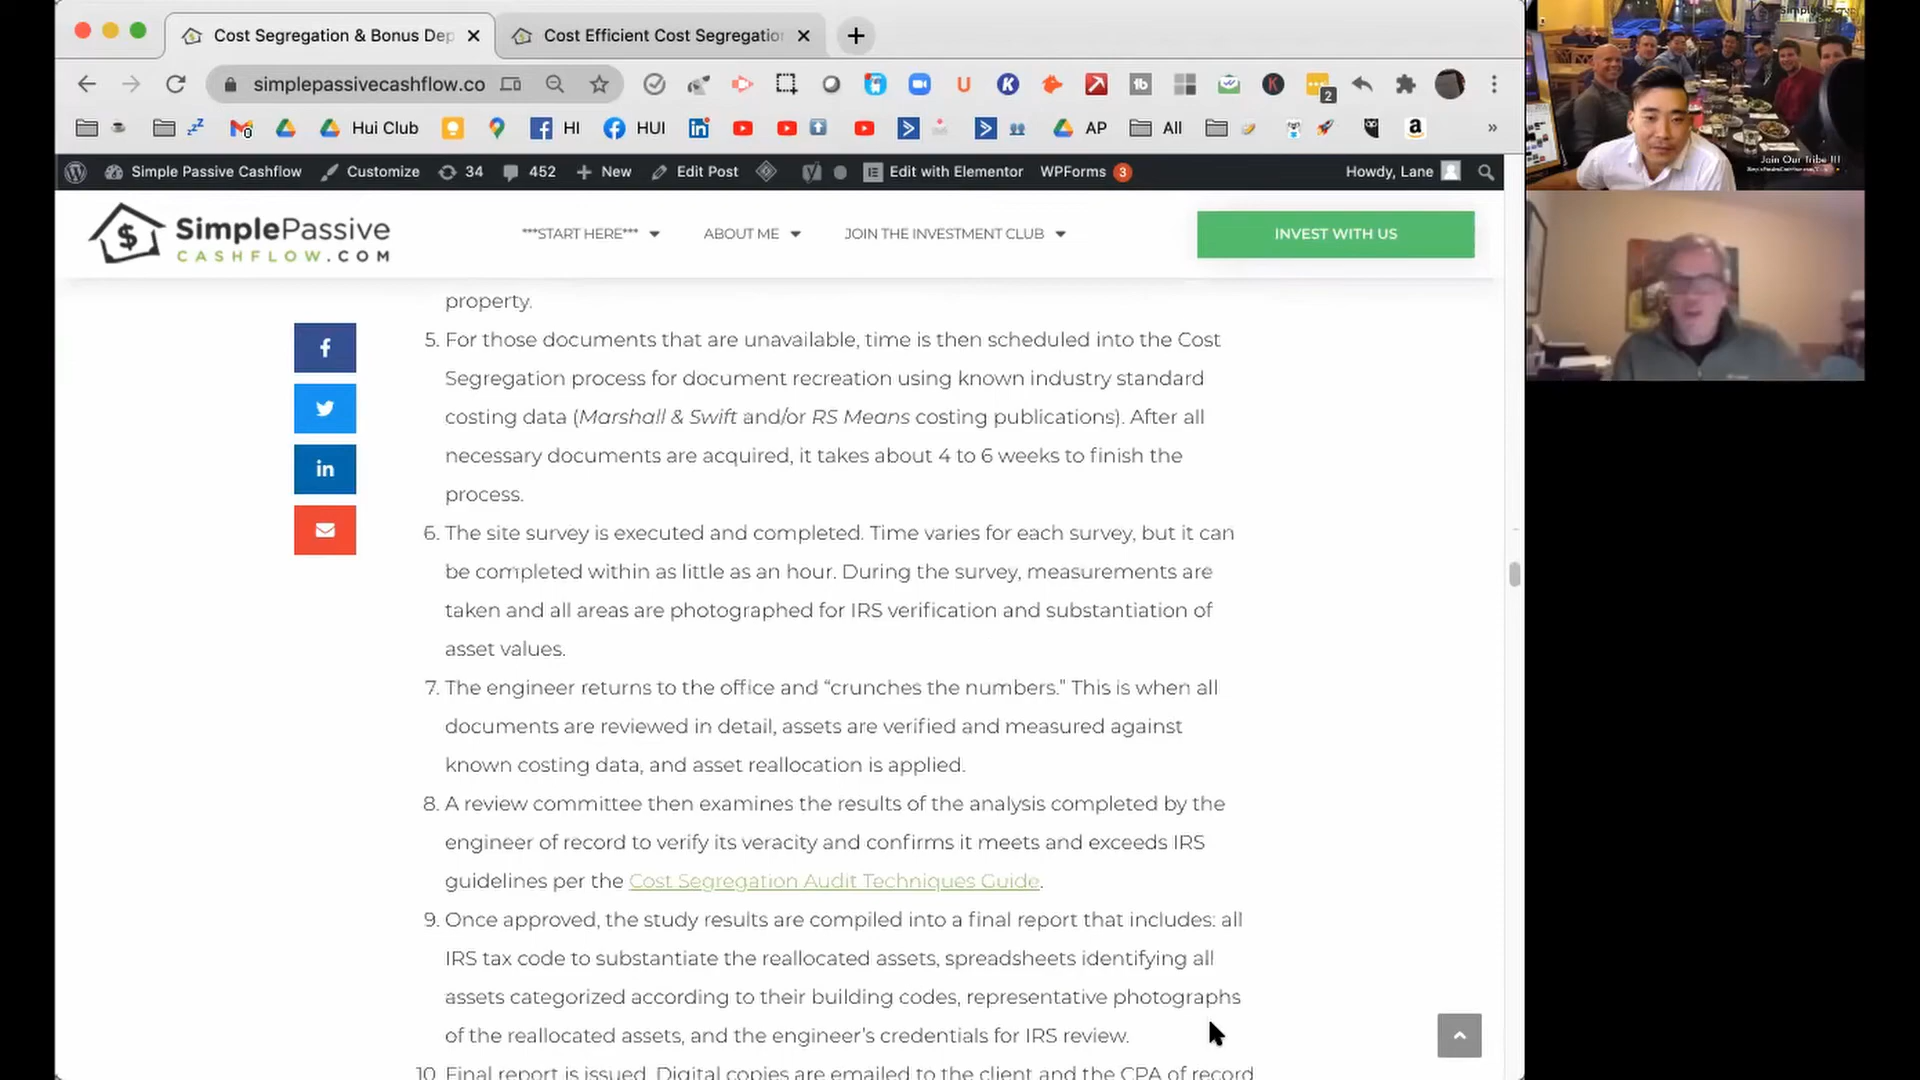 Cost Segregation & Bonus Dep
Cost Efficient Cost Segregation
simplepassivecashflow.co
2
Hui Club
HI
HUI
AP
All
Simple Passive Cashflow
Customize
34
452
New
Edit Post
Edit with Elementor
WPForms 3
Howdy, Lane
SimplePassive
CASHFLOW.COM
***START HERE***
ABOUT ME
JOIN THE INVESTMENT CLUB
INVEST WITH US
property.
5. For those documents that are unavailable, time is then scheduled into the Cost
Segregation process for document recreation using known industry standard
costing data (Marshall & Swift and/or RS Means costing publications). After all
necessary documents are acquired, it takes about 4 to 6 weeks to finish the
process.
6. The site survey is executed and completed. Time varies for each survey, but it can
be completed within as little as an hour. During the survey, measurements are
taken and all areas are photographed for IRS verification and substantiation of
asset values.
7. The engineer returns to the office and “crunches the numbers.” This is when all
documents are reviewed in detail, assets are verified and measured against
known costing data, and asset reallocation is applied.
8. A review committee then examines the results of the analysis completed by the
engineer of record to verify its veracity and confirms it meets and exceeds IRS
guidelines per the Cost Segregation Audit Techniques Guide.
9. Once approved, the study results are compiled into a final report that includes: all
IRS tax code to substantiate the reallocated assets, spreadsheets identifying all
assets categorized according to their building codes, representative photographs
of the reallocated assets, and the engineer’s credentials for IRS review.
10. Final report is issued. Digital copies are emailed to the client and the CPA of record
Join Our Tribe !!!